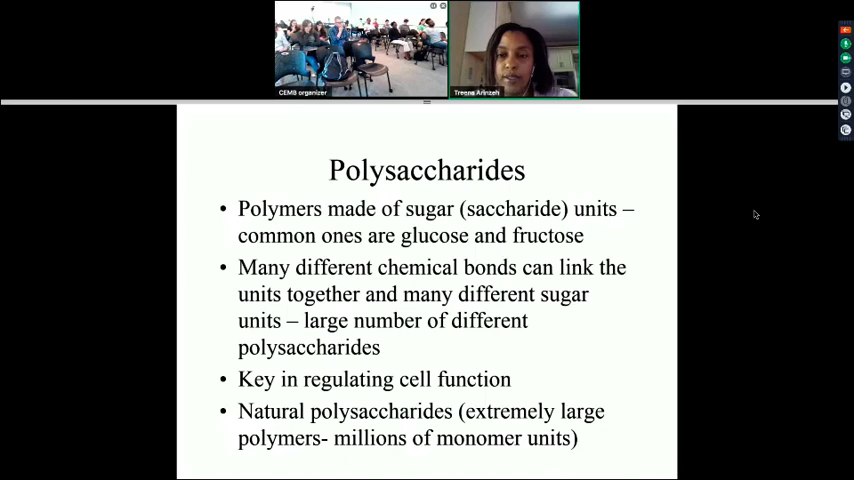 CEMB organizer
Treena Arinzeh
Polysaccharides
• Polymers made of sugar (saccharide) units –
common ones are glucose and fructose
• Many different chemical bonds can link the
units together and many different sugar
units – large number of different
polysaccharides
• Key in regulating cell function
• Natural polysaccharides (extremely large
polymers- millions of monomer units)